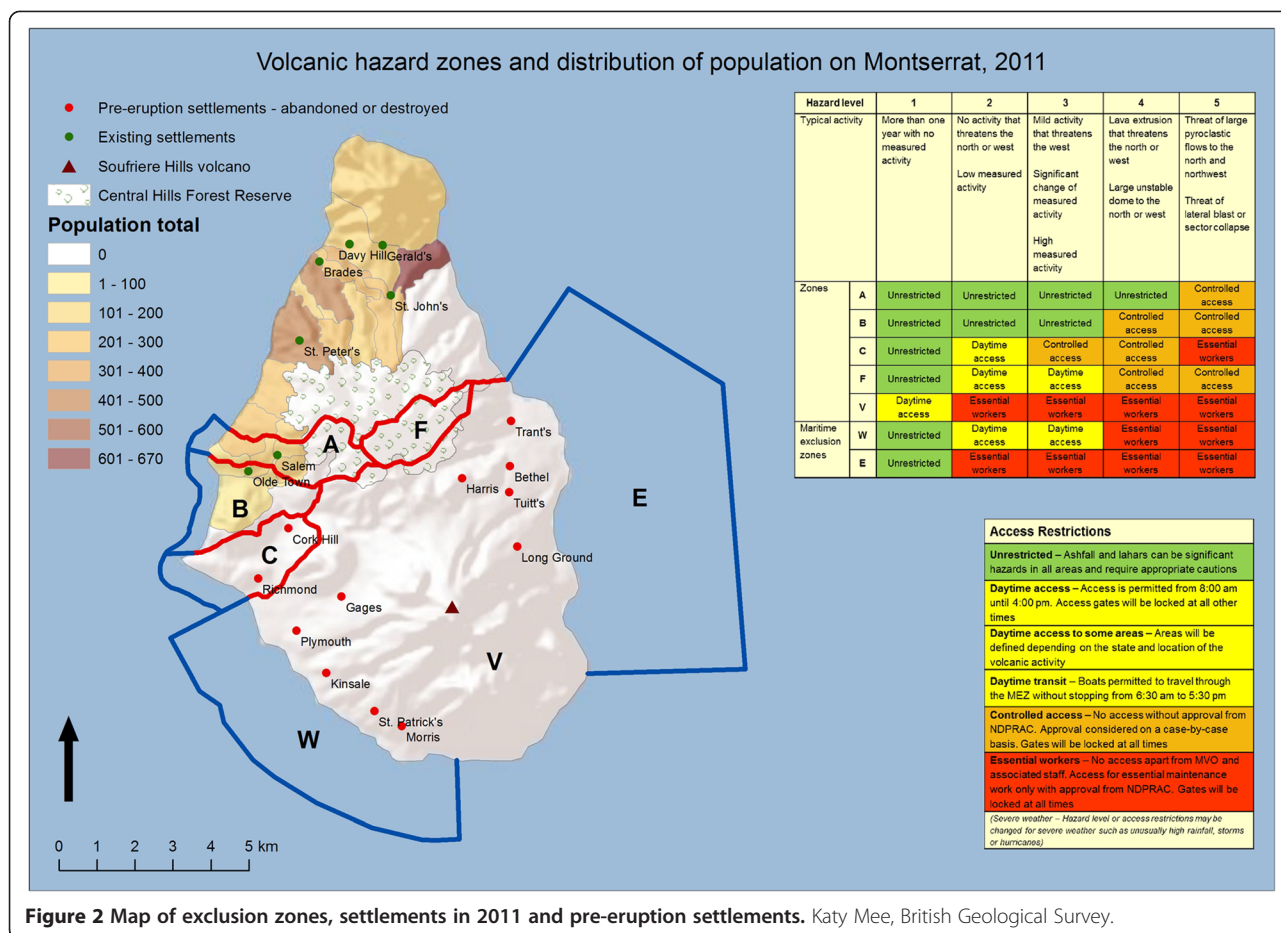 Volcanic hazard zones and distribution of population on Montserrat, 2011
Pre-eruption settlements - abandoned or destroyed
Existing settlements
Soufriere Hills volcano
Central Hills Forest Reserve
Population total
0
1 - 100
101 - 200
201 - 300
301 - 400
401 - 500
501 - 600
601 - 670
Davy Hill
Gerald's
Brades
St. John's
St. Peter's
A
F
Trant's
Salem
Olde Town
B
Harris
Bethel
Tuitt's
E
Cork Hill
C
Long Ground
Richmond
Gages
Plymouth
V
Kinsale
St. Patrick's
Morris
W
0 1 2 3 4 5 km
Hazard level 1 2 3 4 5
Typical activity
More than one
year with no
measured
activity
No activity that
threatens the
north or west
Low measured
activity
Mild activity
that threatens
the west
Significant
change of
measured
activity
High
measured
activity
Lava extrusion
that threatens
the north or
west
Large unstable
dome to the
north or west
Threat of large
pyroclastic
flows to the
north and
northwest
Threat of
lateral blast or
sector collapse
Zones
A Unrestricted Unrestricted Unrestricted Unrestricted Controlled access
B Unrestricted Unrestricted Unrestricted Controlled access Controlled access
C Unrestricted Daytime access Controlled access Controlled access Essential workers
F Unrestricted Daytime access Daytime access Controlled access Controlled access
V Daytime access Essential workers Essential workers Essential workers Essential workers
Maritime
exclusion
zones
W Unrestricted Daytime access Daytime access Essential workers Essential workers
E Unrestricted Essential workers Essential workers Essential workers Essential workers
Access Restrictions
Unrestricted – Ashfall and lahars can be significant
hazards in all areas and require appropriate cautions
Daytime access – Access is permitted from 8:00 am
until 4:00 pm. Access gates will be locked at all other
times
Daytime access to some areas – Areas will be
defined depending on the state and location of the
volcanic activity
Daytime transit – Boats permitted to travel through
the MEZ without stopping from 6:30 am to 5:30 pm
Controlled access – No access without approval from
NDPRAC. Approval considered on a case-by-case
basis. Gates will be locked at all times
Essential workers – No access apart from MVO and
associated staff. Access for essential maintenance
work only with approval from NDPRAC. Gates will be
locked at all times
(Severe weather – Hazard level or access restrictions may be
changed for severe weather such as unusually high rainfall, storms
or hurricanes)
Figure 2 Map of exclusion zones, settlements in 2011 and pre-eruption settlements. Katy Mee, British Geological Survey.